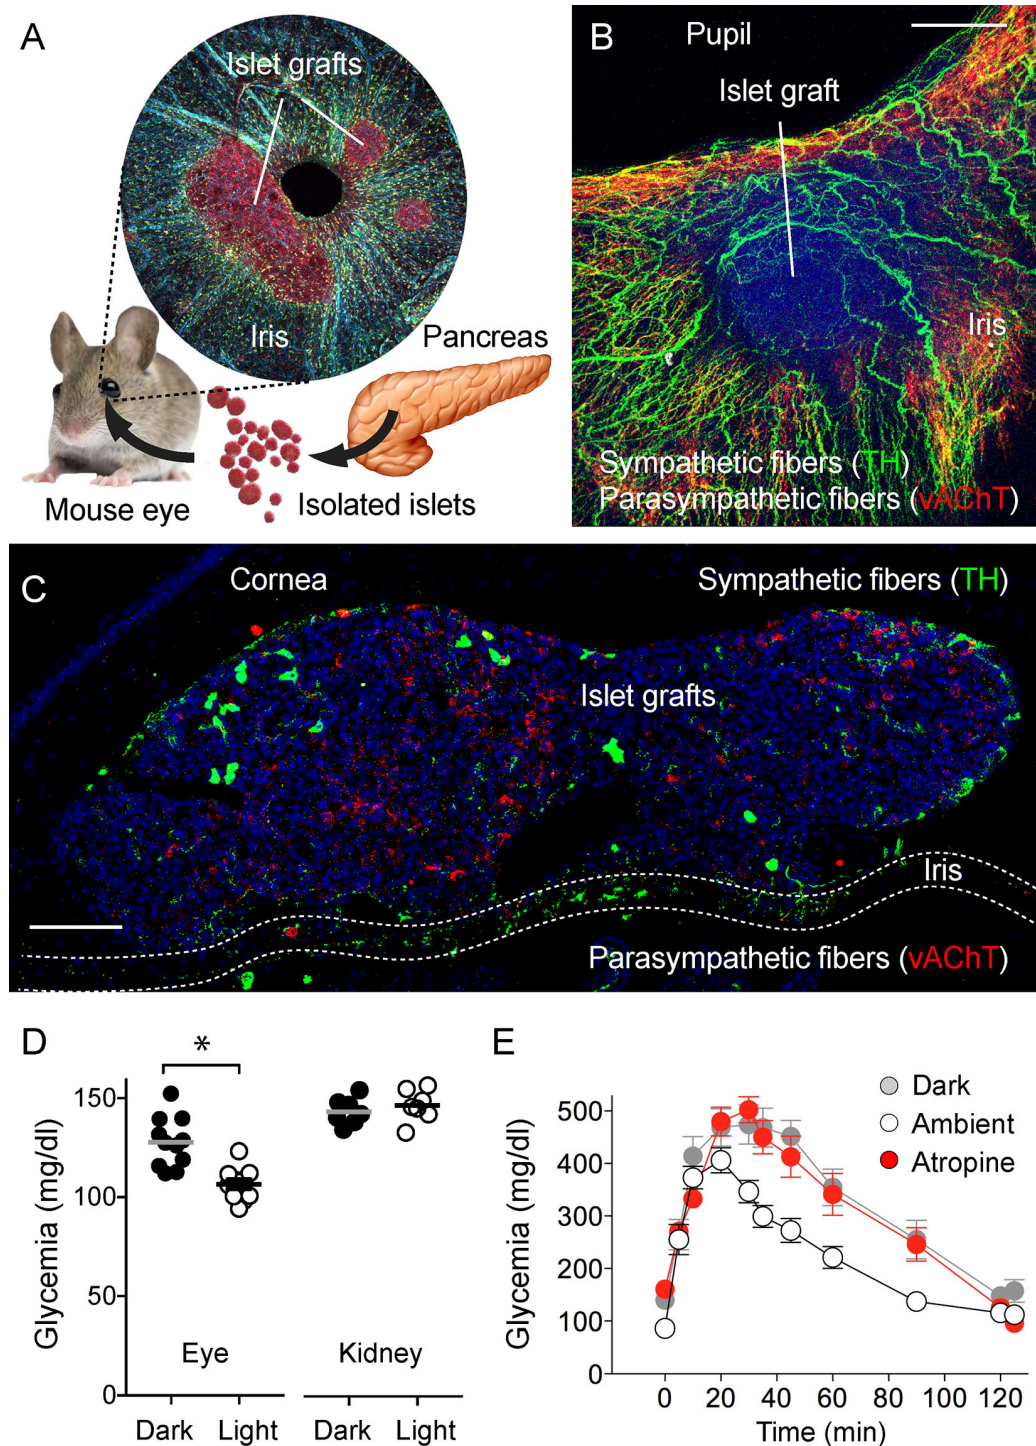 A
Islet grafts
Iris
Pancreas
Mouse eye
Isolated islets
B
Pupil
Islet graft
Iris
Sympathetic fibers (TH)
Parasympathetic fibers (vAChT)
C
Cornea
Sympathetic fibers (TH)
Islet grafts
Iris
Parasympathetic fibers (vAChT)
D
*
Glycemia (mg/dl)
150
100
50
0
Eye
Kidney
Dark
Light
Dark
Light
E
Dark
Ambient
Atropine
Glycemia (mg/dl)
500
400
300
200
100
0
0
20
40
60
80
100
120
Time (min)